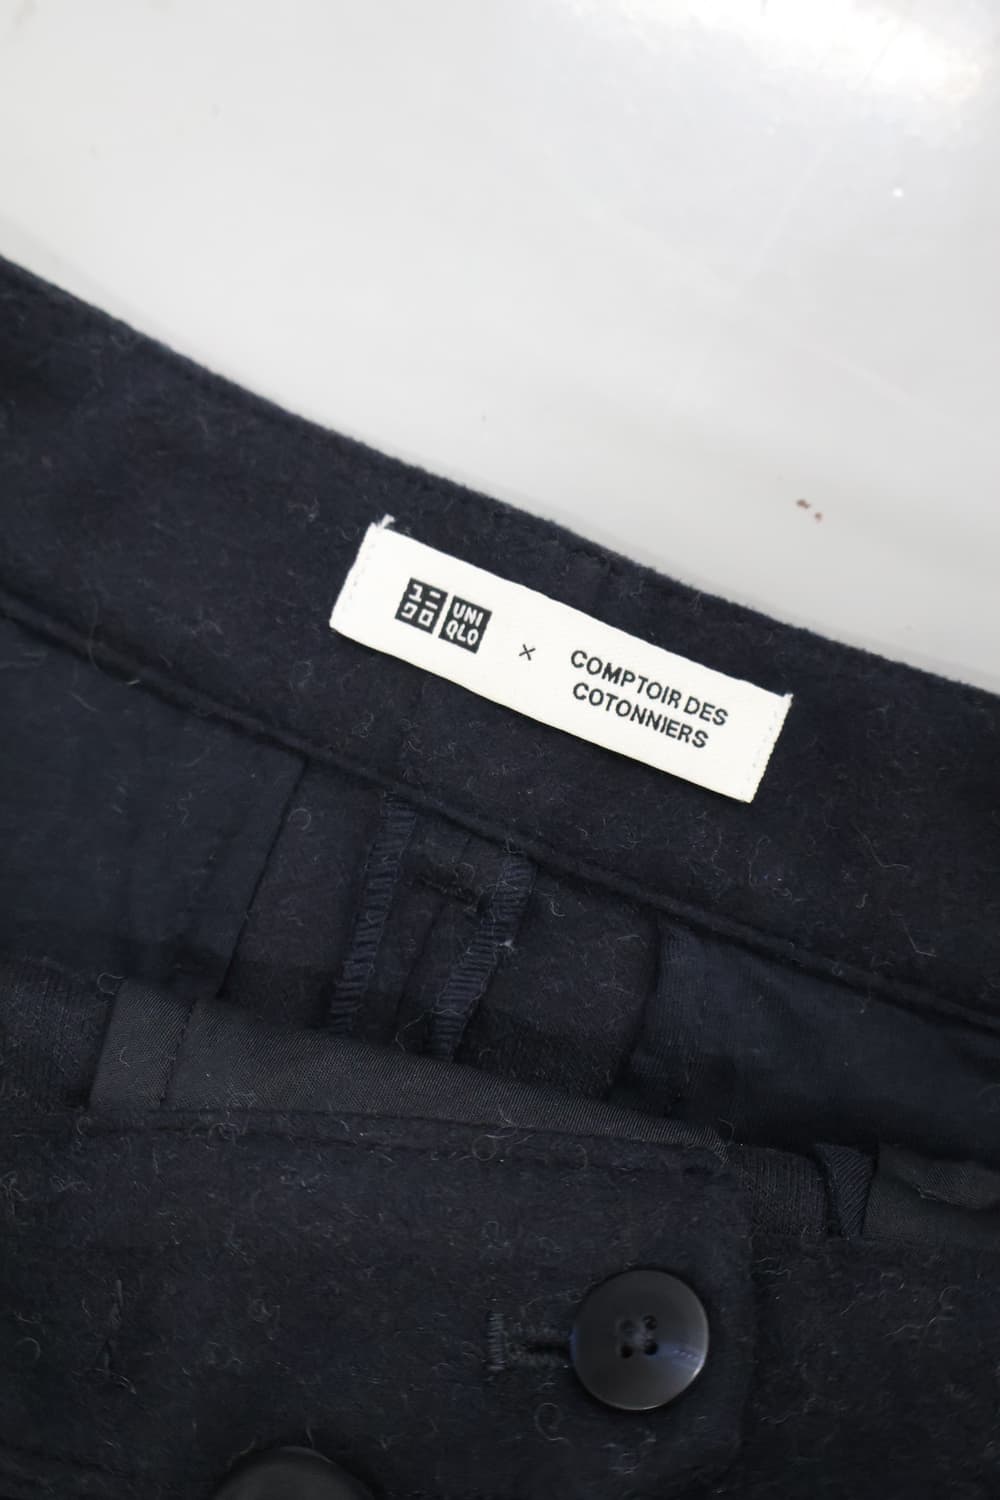 ユニ
クロ
UNI
QLO
×
COMPTOIR DES
COTONNIERS